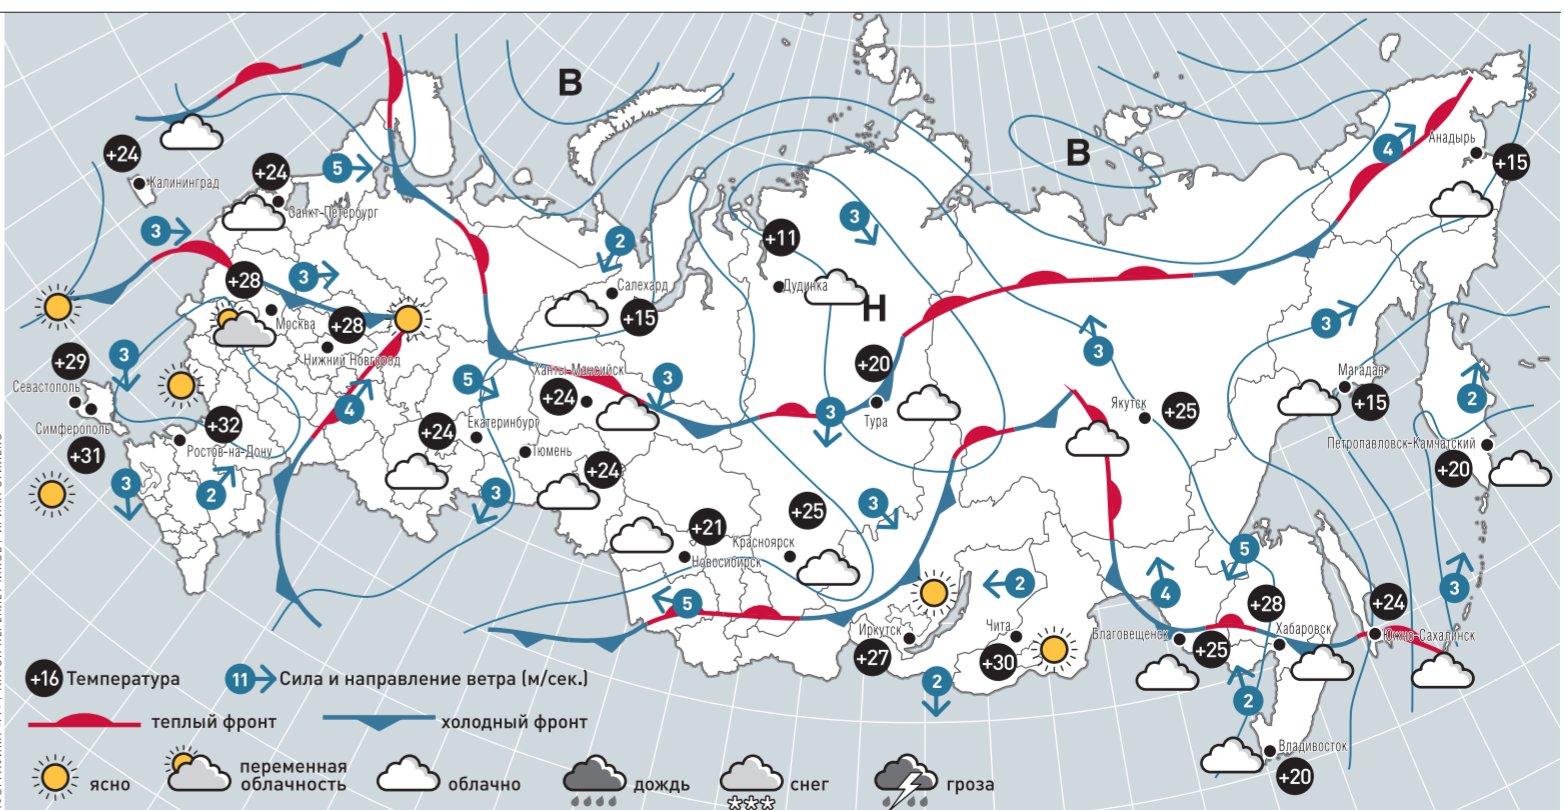 В
В
Н
Калининград
+24
Санкт-Петербург
+24
5
3
3
+28
Москва
+28
Нижний Новгород
+29
Севастополь
Симферополь
+31
3
3
+32
Ростов-на-Дону
2
4
2
Салехард
+15
+11
Дудинка
3
Ханты-Мансийск
+24
3
5
+24
Екатеринбург
Тюмень
+24
3
+20
Тура
3
+21
Новосибирск
+25
Красноярск
3
5
Иркутск
+27
2
2
Чита
+30
Якутск
+25
3
4
Анадырь
+15
3
Магадан
+15
2
Петропавловск-Камчатский
+20
3
5
4
Благовещенск
+25
+28
Хабаровск
+24
Южно-Сахалинск
2
Владивосток
+20
+16 Температура
11 Сила и направление ветра (м/сек.)
теплый фронт
холодный фронт
ясно
переменная
облачность
облачно
дождь
снег
гроза